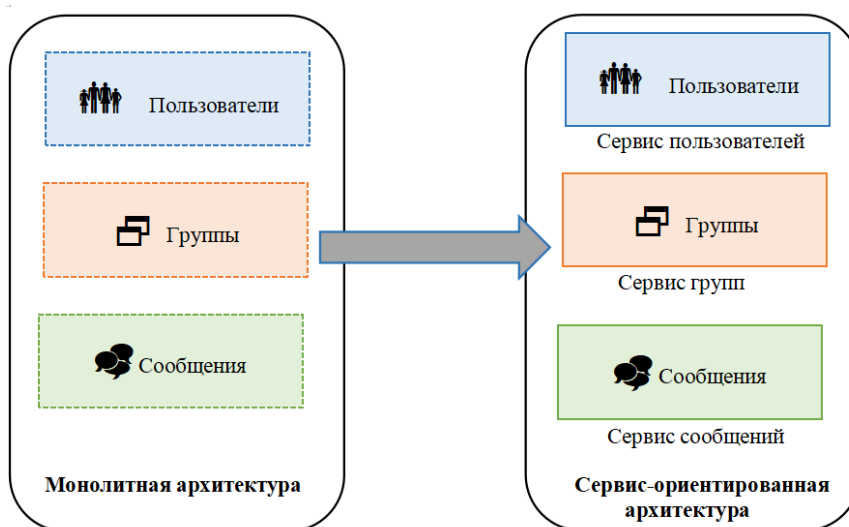 Пользователи
Группы
Сообщения
Монолитная архитектура
Пользователи
Сервис пользователей
Группы
Сервис групп
Сообщения
Сервис сообщений
Сервис-ориентированная
архитектура